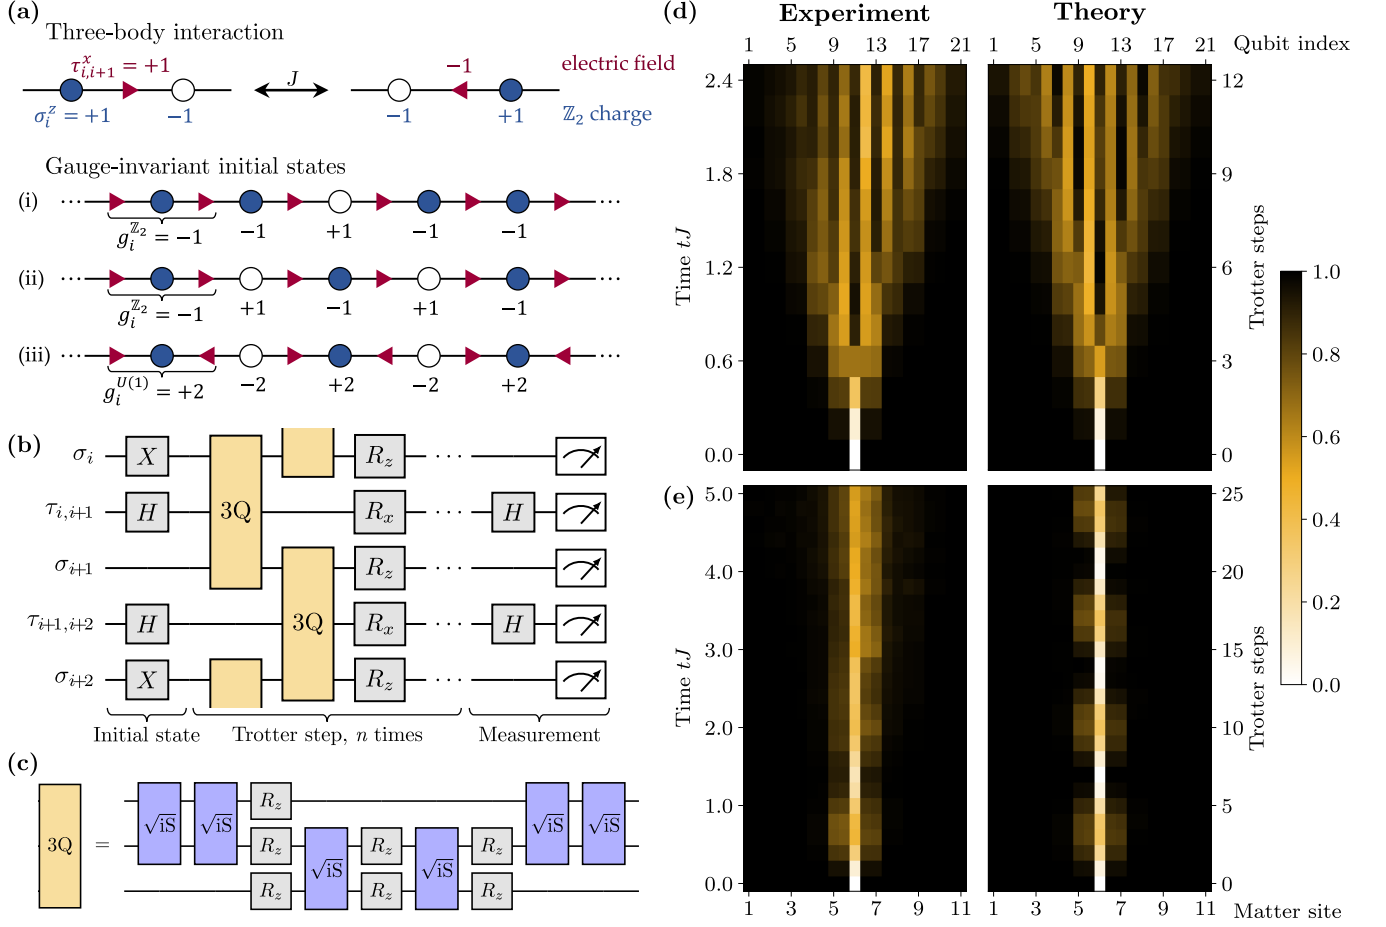 (a)
Three-body interaction
τ^x_{i,i+1} = +1
−1
electric field
J
σ^z_i = +1
−1
−1
+1
ℤ₂ charge
Gauge-invariant initial states
(i) ··· ···
g_i^{ℤ₂} = −1 −1 +1 −1 −1
(ii) ··· ···
g_i^{ℤ₂} = −1 +1 −1 +1 −1
(iii) ··· ···
g_i^{U(1)} = +2 −2 +2 −2 +2
(b)
σ_i X R_z ···
τ_{i,i+1} H 3Q R_x ··· H
σ_{i+1} R_z ···
τ_{i+1,i+2} H 3Q R_x ··· H
σ_{i+2} X R_z ···
Initial state Trotter step, n times Measurement
(c)
3Q =
√iS √iS R_z √iS √iS
R_z √iS R_z √iS R_z
R_z R_z R_z
(d)
Experiment Theory
1 5 9 13 17 21 1 5 9 13 17 21 Qubit index
2.4 12
1.8 9
1.2 6
0.6 3
0.0 0
Time tJ
Trotter steps
(e)
5.0 25
4.0 20
3.0 15
2.0 10
1.0 5
0.0 0
Time tJ
Trotter steps
1 3 5 7 9 11 1 3 5 7 9 11 Matter site
1.0
0.8
0.6
0.4
0.2
0.0